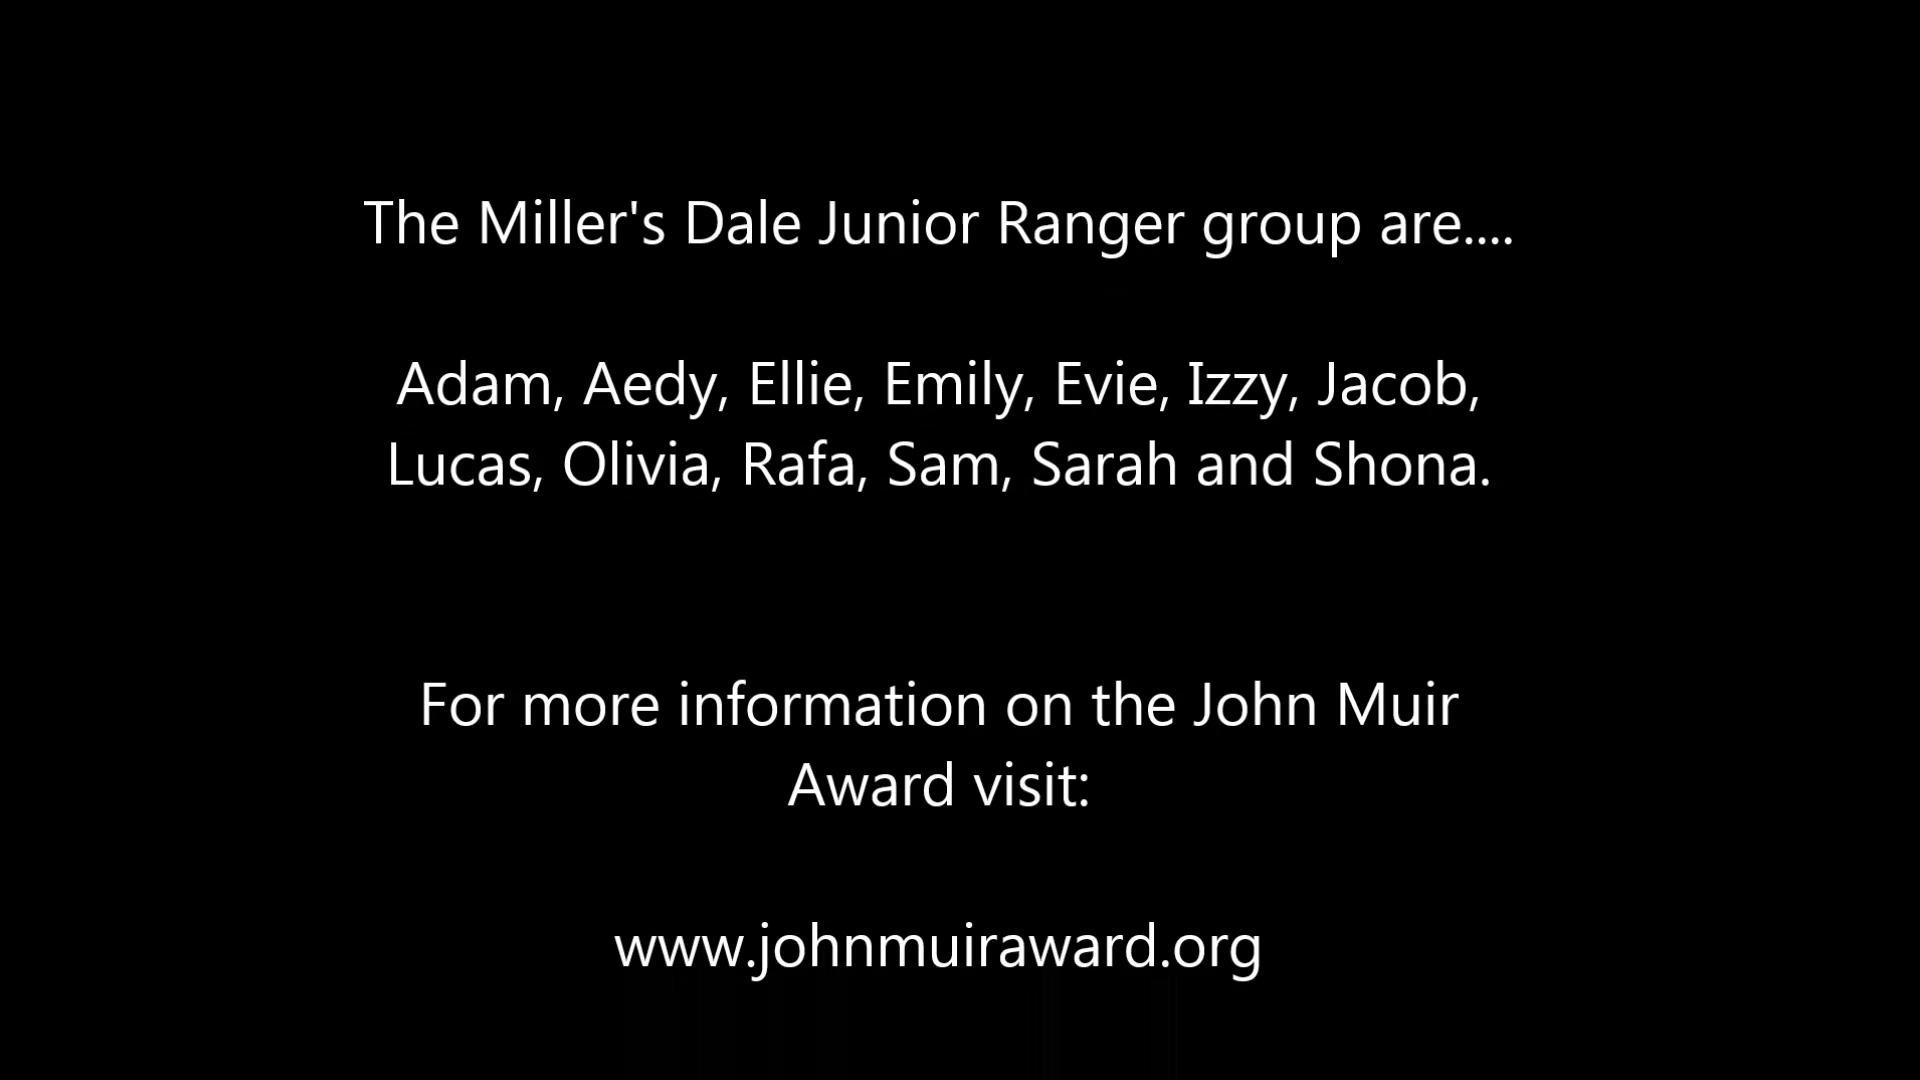 The Miller's Dale Junior Ranger group are....
Adam, Aedy, Ellie, Emily, Evie, Izzy, Jacob,
Lucas, Olivia, Rafa, Sam, Sarah and Shona.
For more information on the John Muir
Award visit:
www.johnmuiraward.org